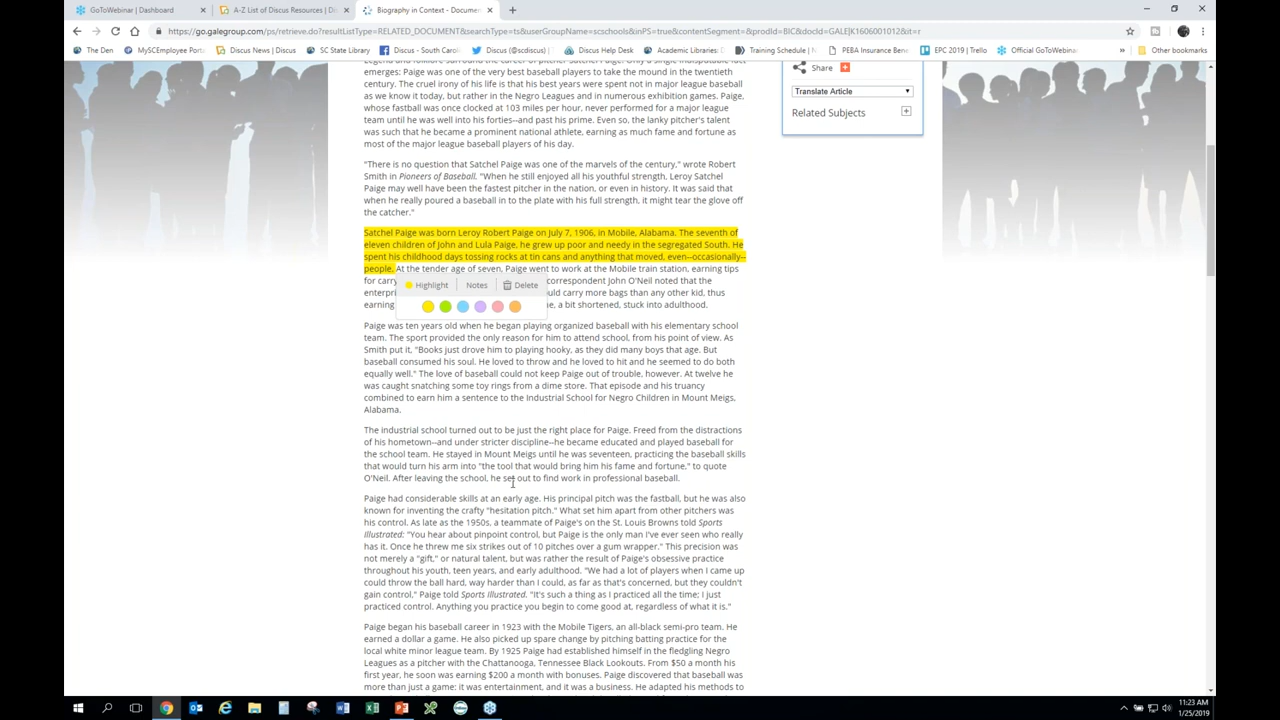 GoToWebinar | Dashboard
A-Z List of Discus Resources | Dis
Biography in Context - Documen
https://go.galegroup.com/ps/retrieve.do?resultListType=RELATED_DOCUMENT&searchType=ts&userGroupName=scschools&inPS=true&contentSegment=&prodId=BIC&docId=GALE|K1606001012&it=r
The Den
MySCEmployee Por
Discus News | Discus
SC State Library
Discus - South Carol
Discus (@scdiscus) |
Discus Help Desk
Academic Libraries:
Training Schedule |
PEBA Insurance Bene
EPC 2019 | Trello
Official GoToWebinar
Other bookmarks
emerges: Paige was one of the very best baseball players to take the mound in the twentieth
century. The cruel irony of his life is that his best years were spent not in major league baseball
as we know it today, but rather in the Negro Leagues and in numerous exhibition games. Paige,
whose fastball was once clocked at 103 miles per hour, never performed for a major league
team until he was well into his forties--and past his prime. Even so, the lanky pitcher's talent
was such that he became a prominent national athlete, earning as much fame and fortune as
most of the major league baseball players of his day.
"There is no question that Satchel Paige was one of the marvels of the century," wrote Robert
Smith in Pioneers of Baseball. "When he still enjoyed all his youthful strength, Leroy Satchel
Paige may well have been the fastest pitcher in the nation, or even in history. It was said that
when he really poured a baseball in to the plate with his full strength, it might tear the glove off
the catcher."
Satchel Paige was born Leroy Robert Paige on July 7, 1906, in Mobile, Alabama. The seventh of
eleven children of John and Lula Paige, he grew up poor and needy in the segregated South. He
spent his childhood days tossing rocks at tin cans and anything that moved, even--occasionally--
people. At the tender age of seven, Paige went to work at the Mobile train station, earning tips
for carry correspondent John O'Neil noted that the
enterpri uld carry more bags than any other kid, thus
earning e, a bit shortened, stuck into adulthood.
Highlight
Notes
Delete
Paige was ten years old when he began playing organized baseball with his elementary school
team. The sport provided the only reason for him to attend school, from his point of view. As
Smith put it, "Books just drove him to playing hooky, as they did many boys that age. But
baseball consumed his soul. He loved to throw and he loved to hit and he seemed to do both
equally well." The love of baseball could not keep Paige out of trouble, however. At twelve he
was caught snatching some toy rings from a dime store. That episode and his truancy
combined to earn him a sentence to the Industrial School for Negro Children in Mount Meigs,
Alabama.
The industrial school turned out to be just the right place for Paige. Freed from the distractions
of his hometown--and under stricter discipline--he became educated and played baseball for
the school team. He stayed in Mount Meigs until he was seventeen, practicing the baseball skills
that would turn his arm into "the tool that would bring him his fame and fortune," to quote
O'Neil. After leaving the school, he set out to find work in professional baseball.
Paige had considerable skills at an early age. His principal pitch was the fastball, but he was also
known for inventing the crafty "hesitation pitch." What set him apart from other pitchers was
his control. As late as the 1950s, a teammate of Paige's on the St. Louis Browns told Sports
Illustrated: "You hear about pinpoint control, but Paige is the only man I've ever seen who really
has it. Once he threw me six strikes out of 10 pitches over a gum wrapper." This precision was
not merely a "gift," or natural talent, but was rather the result of Paige's obsessive practice
throughout his youth, teen years, and early adulthood. "We had a lot of players when I came up
could throw the ball hard, way harder than I could, as far as that's concerned, but they couldn't
gain control," Paige told Sports Illustrated. "It's such a thing as I practiced all the time; I just
practiced control. Anything you practice you begin to come good at, regardless of what it is."
Paige began his baseball career in 1923 with the Mobile Tigers, an all-black semi-pro team. He
earned a dollar a game. He also picked up spare change by pitching batting practice for the
local white minor league team. By 1925 Paige had established himself in the fledgling Negro
Leagues as a pitcher with the Chattanooga, Tennessee Black Lookouts. From $50 a month his
first year, he soon was earning $200 a month with bonuses. Paige discovered that baseball was
more than just a game: it was entertainment, and it was a business. He adapted his methods to
Share
Translate Article
Related Subjects
11:23 AM
1/25/2019